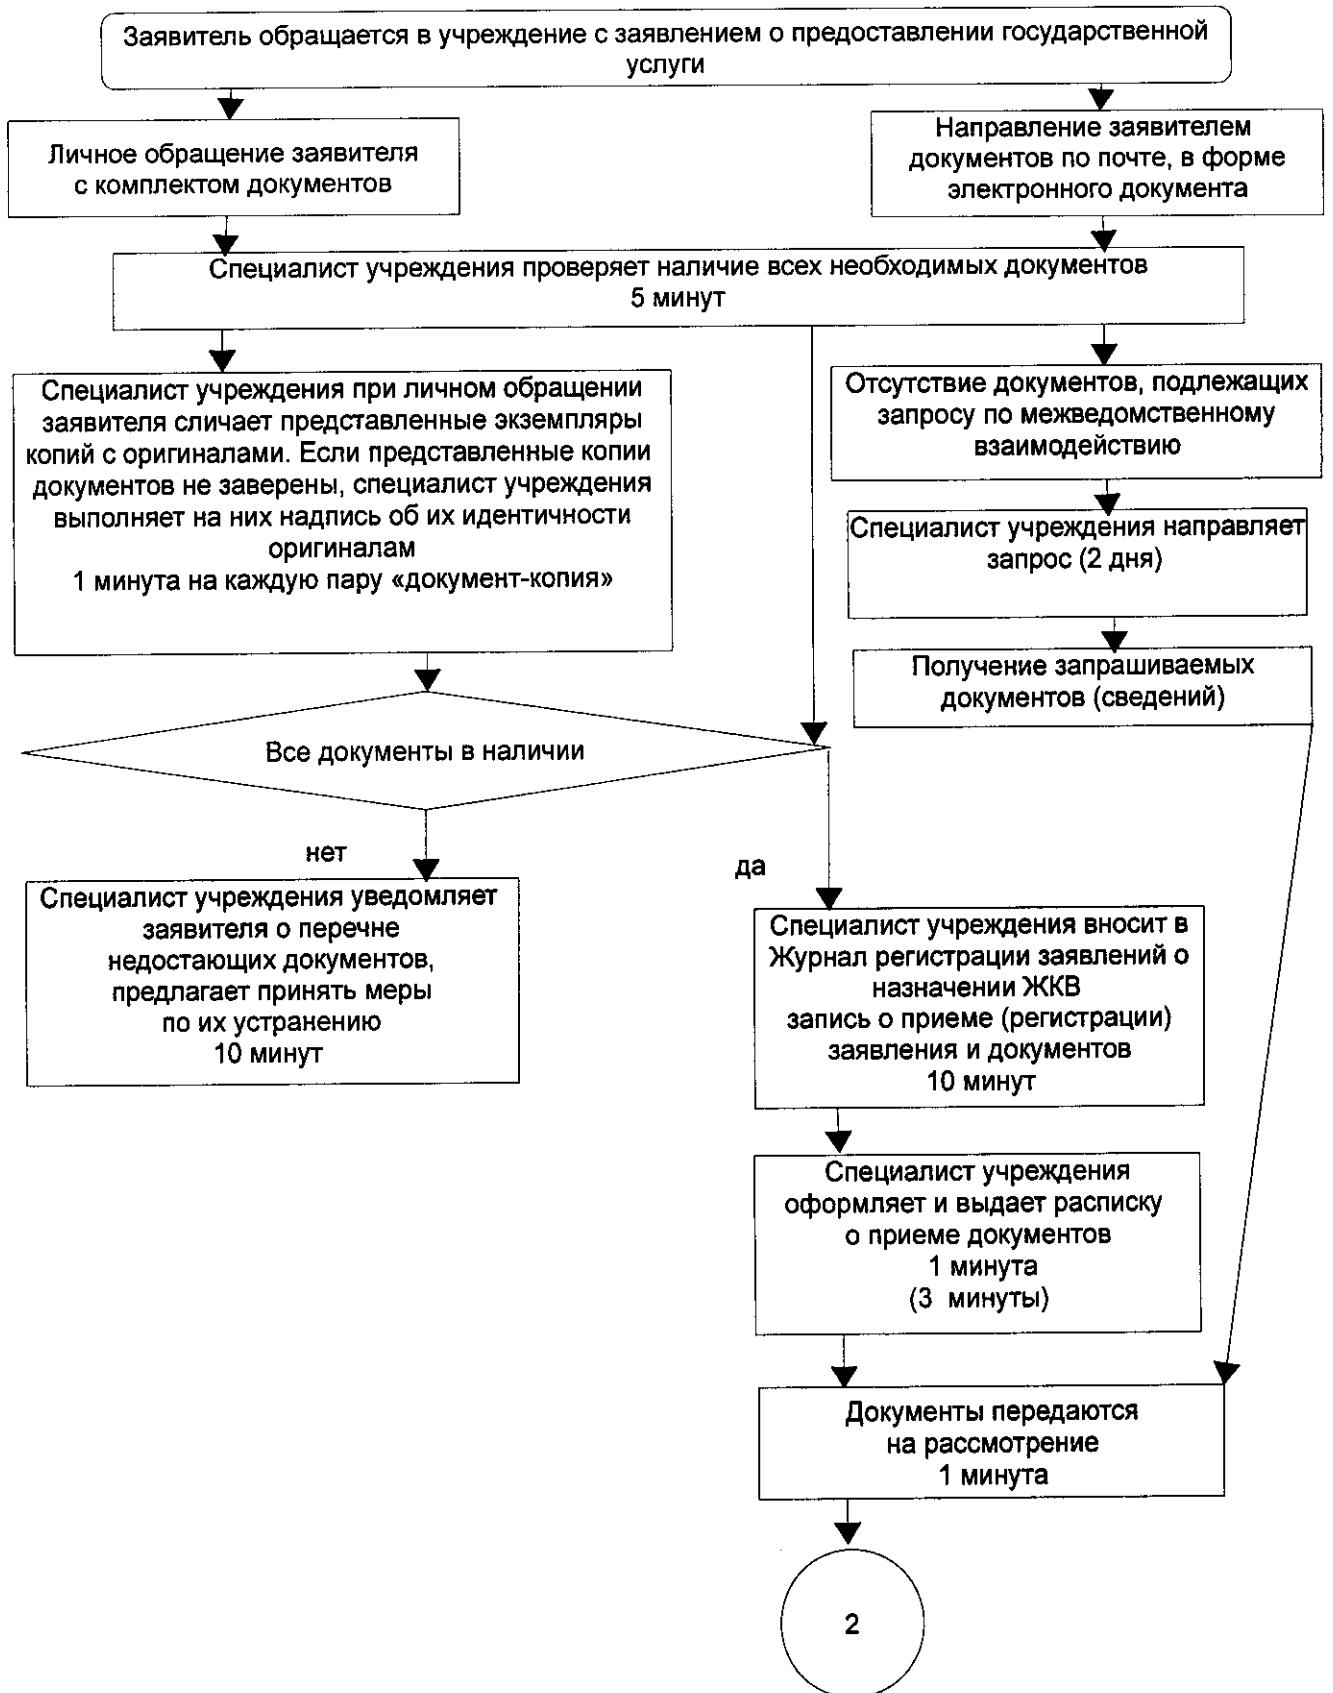 Заявитель обращается в учреждение с заявлением о предоставлении государственной
услуги
Личное обращение заявителя
с комплектом документов
Направление заявителем
документов по почте, в форме
электронного документа
Специалист учреждения проверяет наличие всех необходимых документов
5 минут
Специалист учреждения при личном обращении
заявителя сличает представленные экземпляры
копий с оригиналами. Если представленные копии
документов не заверены, специалист учреждения
выполняет на них надпись об их идентичности
оригиналам
1 минута на каждую пару «документ-копия»
Отсутствие документов, подлежащих
запросу по межведомственному
взаимодействию
Специалист учреждения направляет
запрос (2 дня)
Получение запрашиваемых
документов (сведений)
Все документы в наличии
нет
да
Специалист учреждения уведомляет
заявителя о перечне
недостающих документов,
предлагает принять меры
по их устранению
10 минут
Специалист учреждения вносит в
Журнал регистрации заявлений о
назначении ЖКВ
запись о приеме (регистрации)
заявления и документов
10 минут
Специалист учреждения
оформляет и выдает расписку
о приеме документов
1 минута
(3 минуты)
Документы передаются
на рассмотрение
1 минута
2